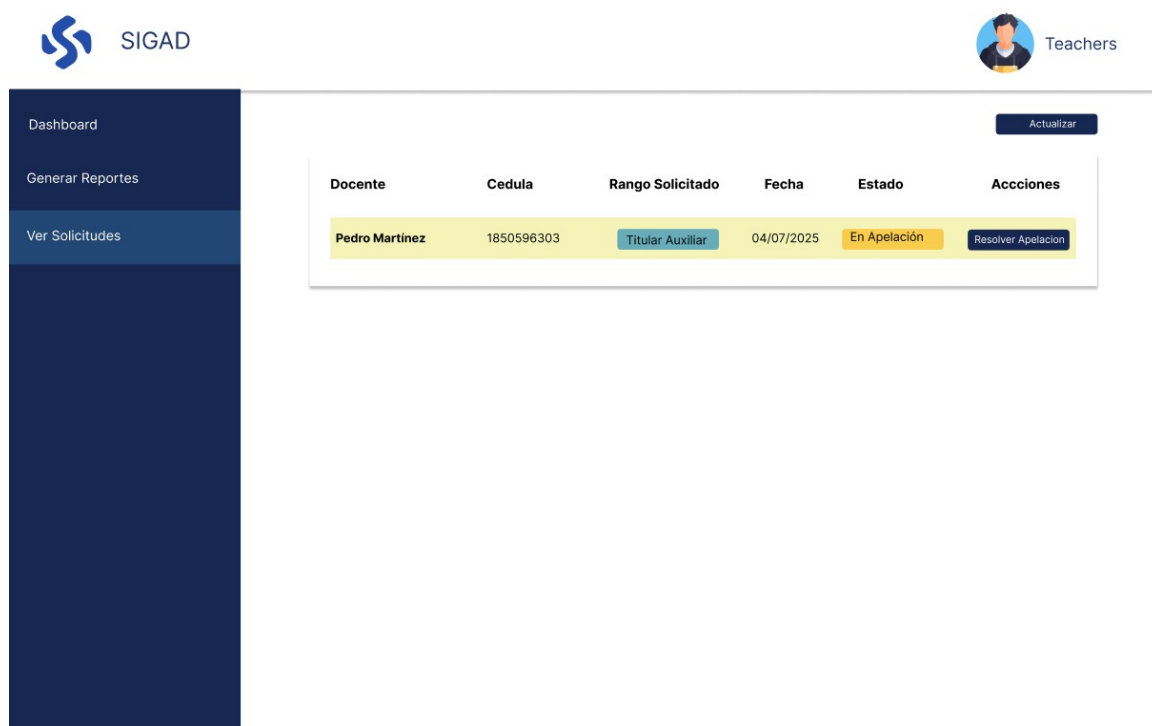 SIGAD
Teachers
Dashboard
Generar Reportes
Ver Solicitudes
Actualizar
Docente Cedula Rango Solicitado Fecha Estado Accciones
Pedro Martínez 1850596303 Titular Auxiliar 04/07/2025 En Apelación Resolver Apelacion